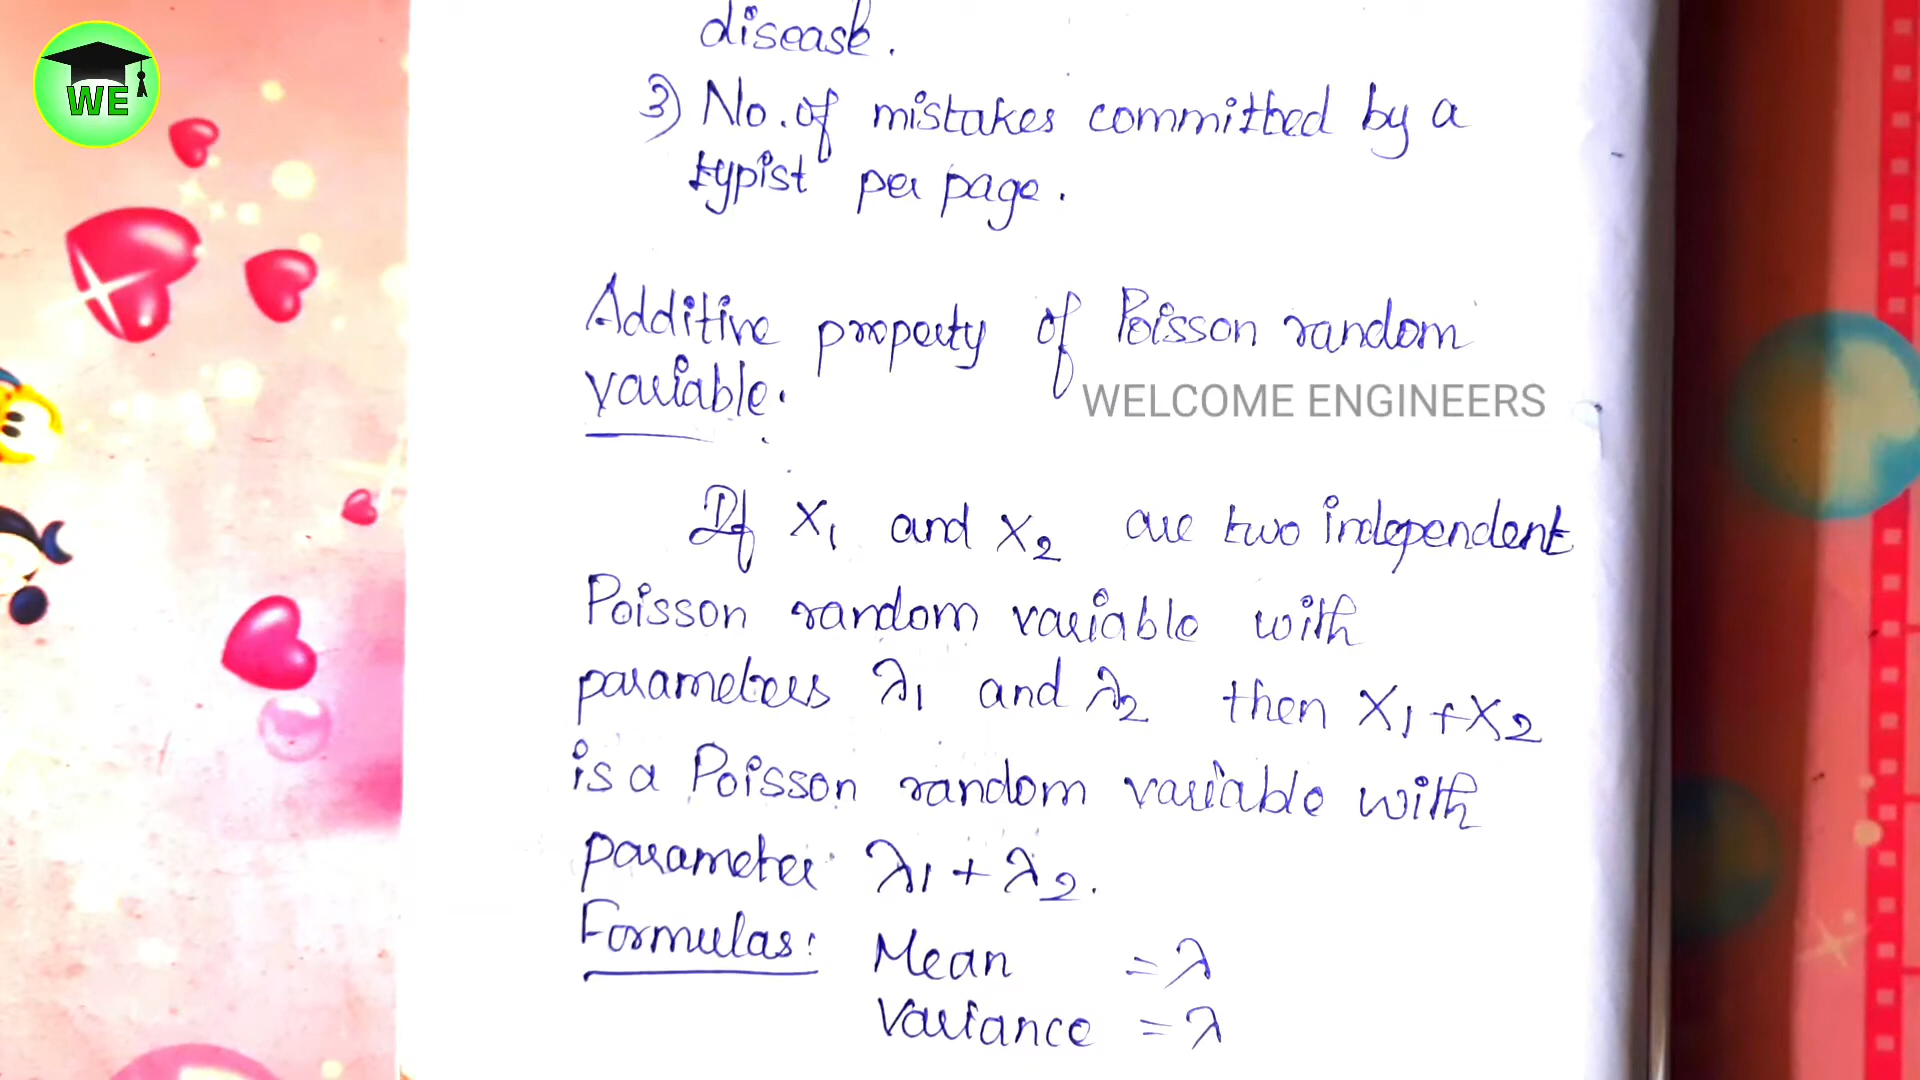 WE
disease.
3) No. of mistakes committed by a
typist per page.
Additive property of Poisson random
variable.
WELCOME ENGINEERS
If X₁ and X₂ are two independent
Poisson random variable with
parameters λ₁ and λ₂ then X₁+X₂
is a Poisson random variable with
parameter λ₁+λ₂.
Formulas: Mean = λ
Variance = λ